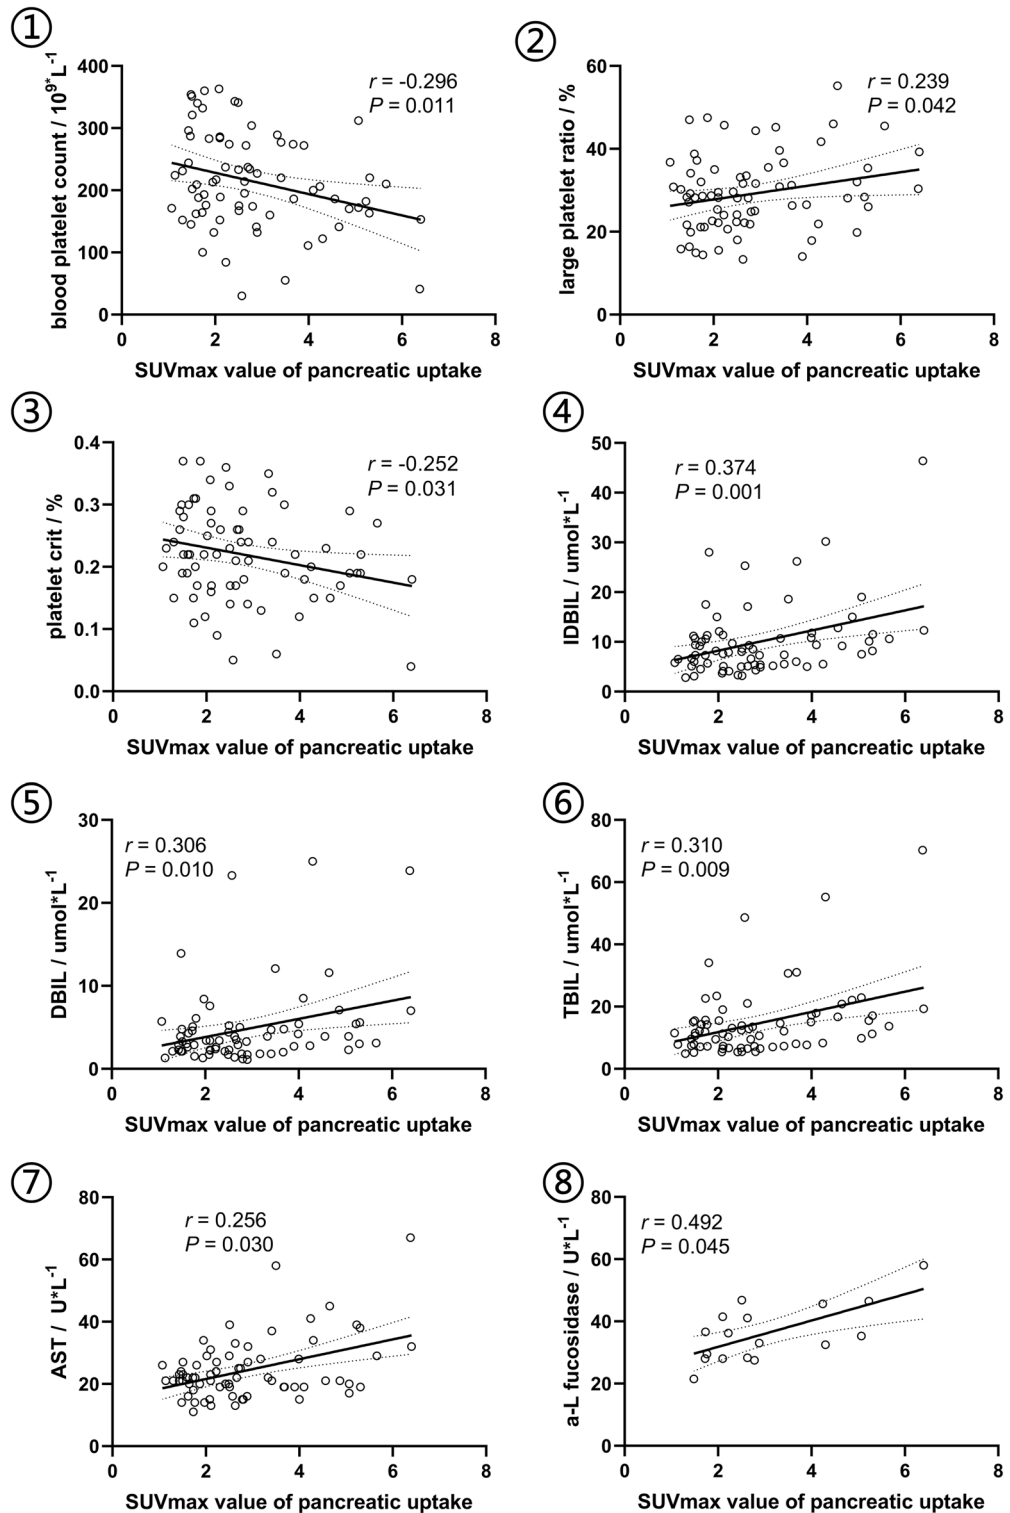 ①
blood platelet count / 10⁹*L⁻¹
400
300
200
100
0
r = -0.296
P = 0.011
0 2 4 6 8
SUVmax value of pancreatic uptake
②
large platelet ratio / %
60
40
20
0
r = 0.239
P = 0.042
0 2 4 6 8
SUVmax value of pancreatic uptake
③
platelet crit / %
0.4
0.3
0.2
0.1
0.0
r = -0.252
P = 0.031
0 2 4 6 8
SUVmax value of pancreatic uptake
④
IDBIL / umol*L⁻¹
50
40
30
20
10
0
r = 0.374
P = 0.001
0 2 4 6 8
SUVmax value of pancreatic uptake
⑤
DBIL / umol*L⁻¹
30
20
10
0
r = 0.306
P = 0.010
0 2 4 6 8
SUVmax value of pancreatic uptake
⑥
TBIL / umol*L⁻¹
80
60
40
20
0
r = 0.310
P = 0.009
0 2 4 6 8
SUVmax value of pancreatic uptake
⑦
AST / U*L⁻¹
80
60
40
20
0
r = 0.256
P = 0.030
0 2 4 6 8
SUVmax value of pancreatic uptake
⑧
a-L fucosidase / U*L⁻¹
80
60
40
20
0
r = 0.492
P = 0.045
0 2 4 6 8
SUVmax value of pancreatic uptake